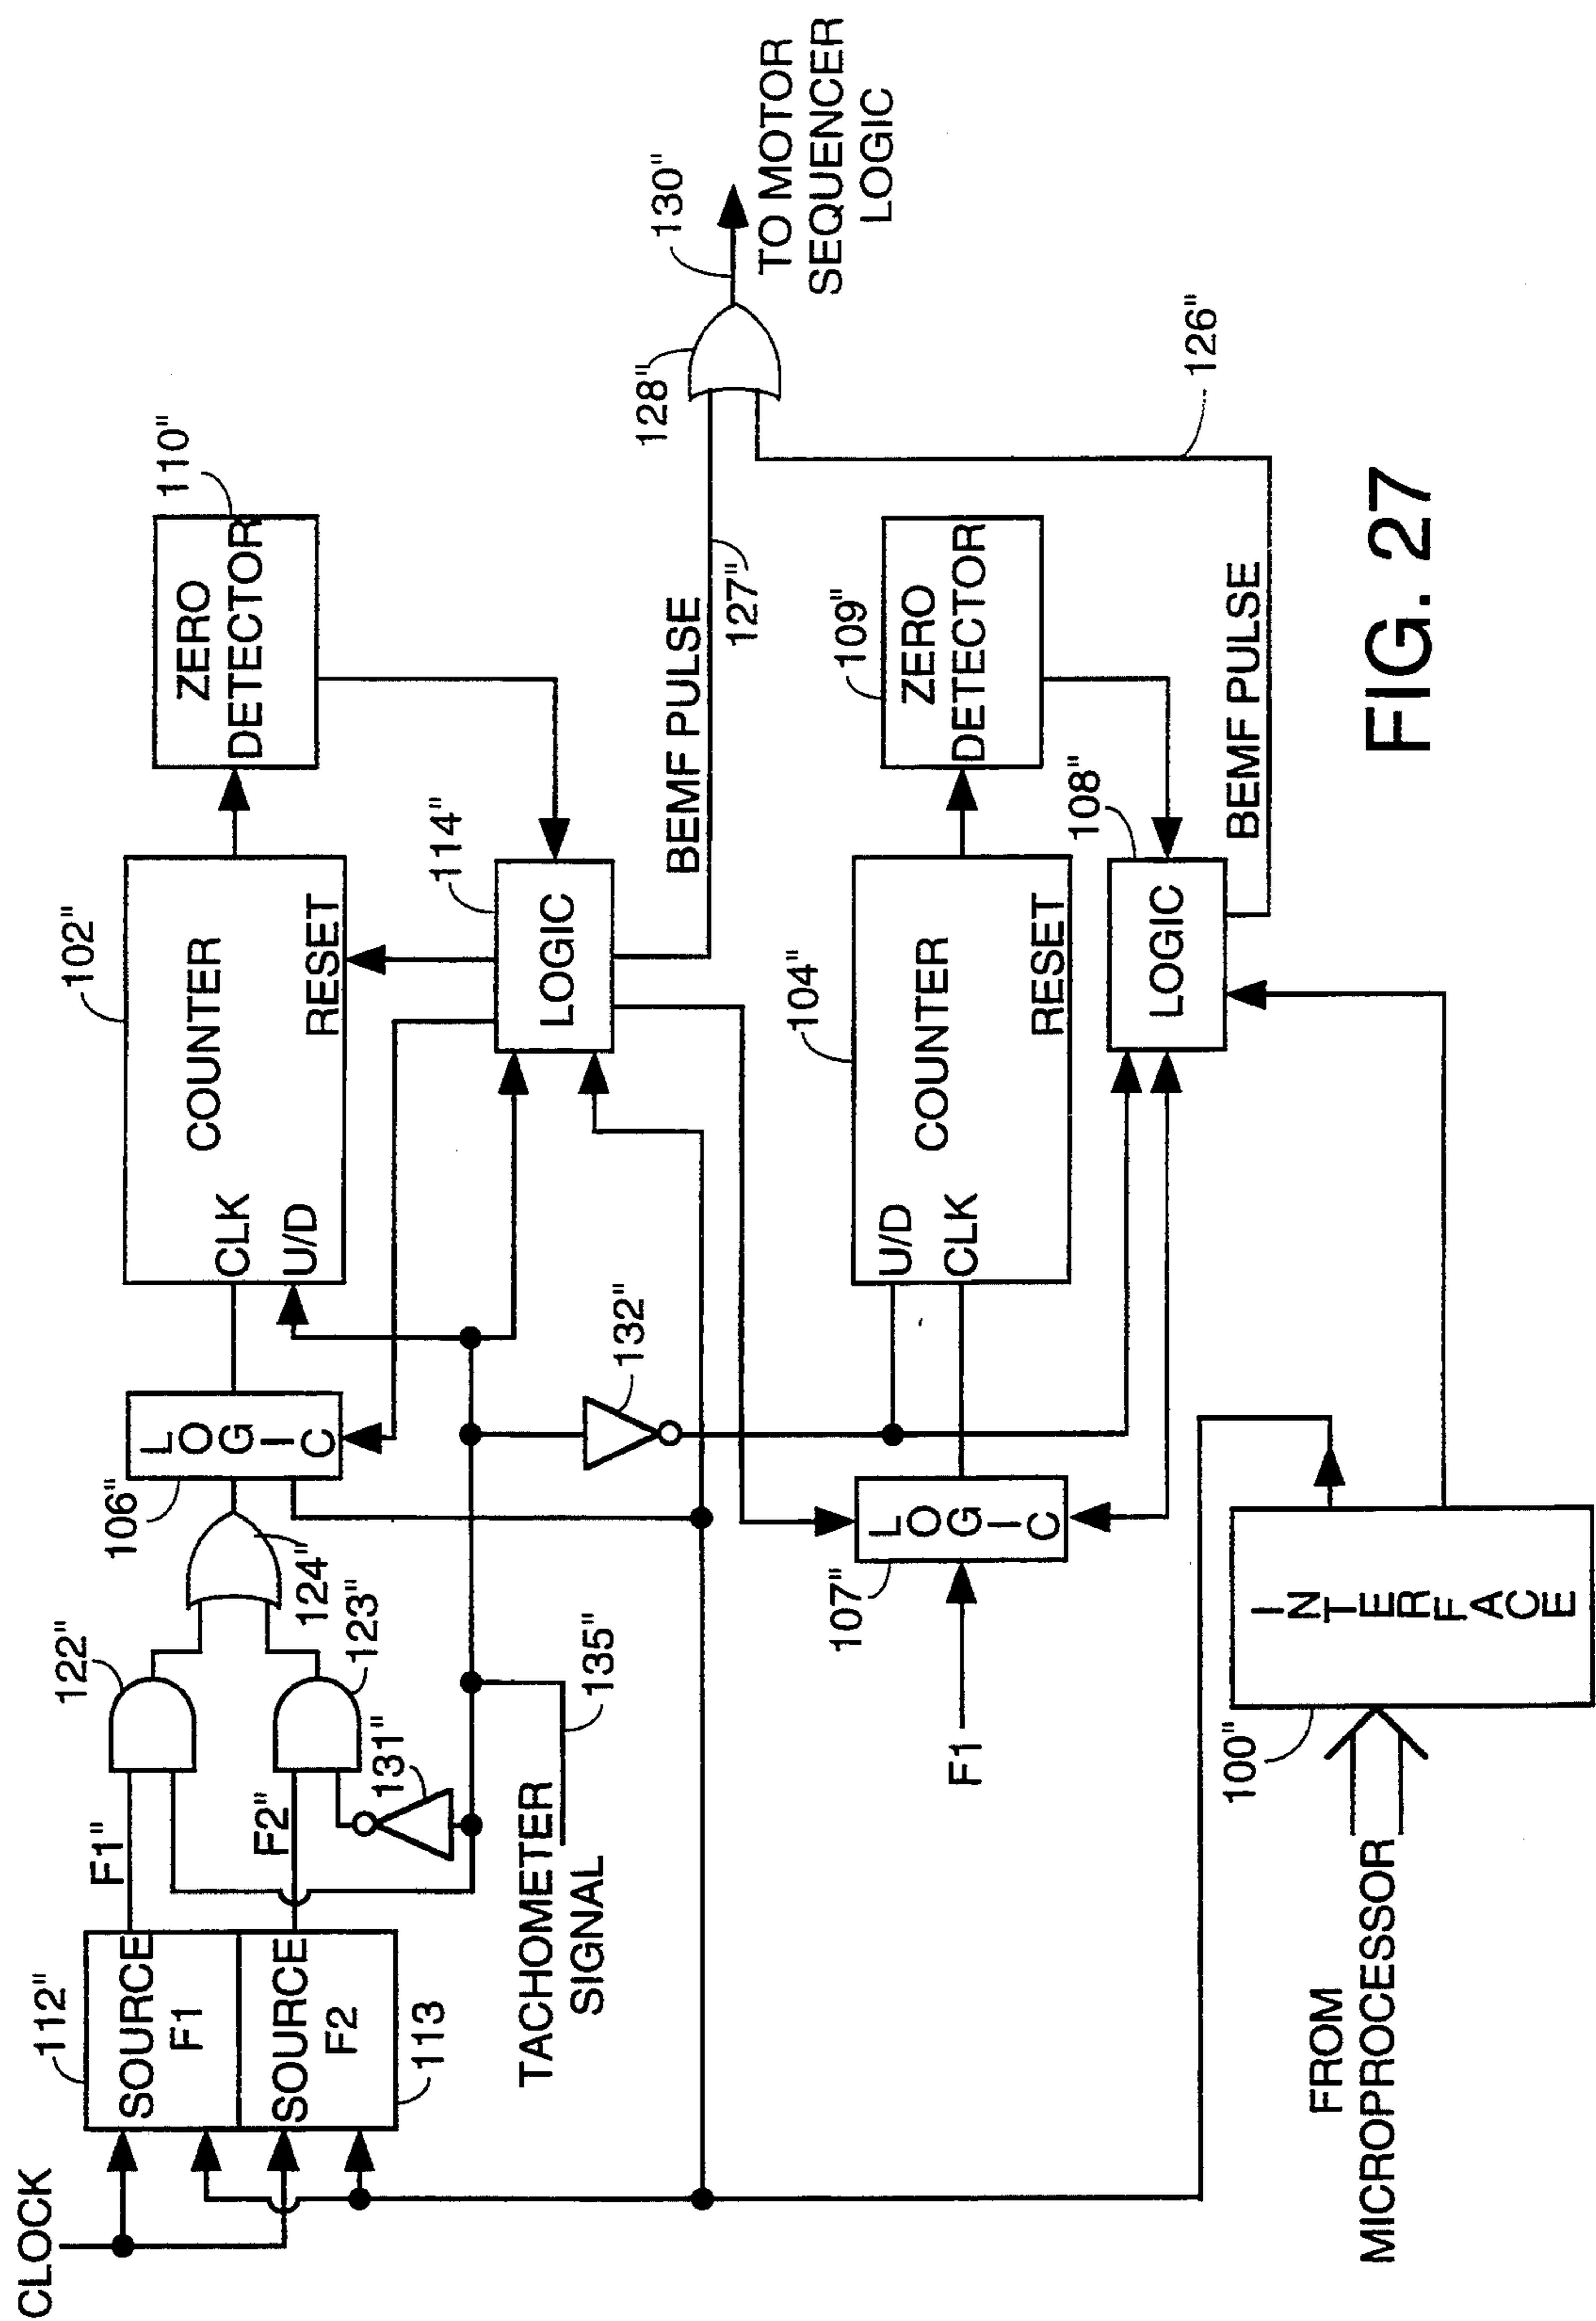 CLOCK
112"
SOURCE
F1
SOURCE
F2
113
F1"
F2"
122"
123"
131"
124"
106"
LOGIC
102"
CLK
U/D
COUNTER
RESET
110"
ZERO
DETECTOR
TACHOMETER
SIGNAL
135"
132"
114"
LOGIC
BEMF PULSE
127"
128"
130"
TO MOTOR
SEQUENCER
LOGIC
F1
107"
LOGIC
104"
U/D
CLK
COUNTER
RESET
109"
ZERO
DETECTOR
108"
LOGIC
BEMF PULSE
126"
FROM
MICROPROCESSOR
100"
INTERFACE
FIG. 27